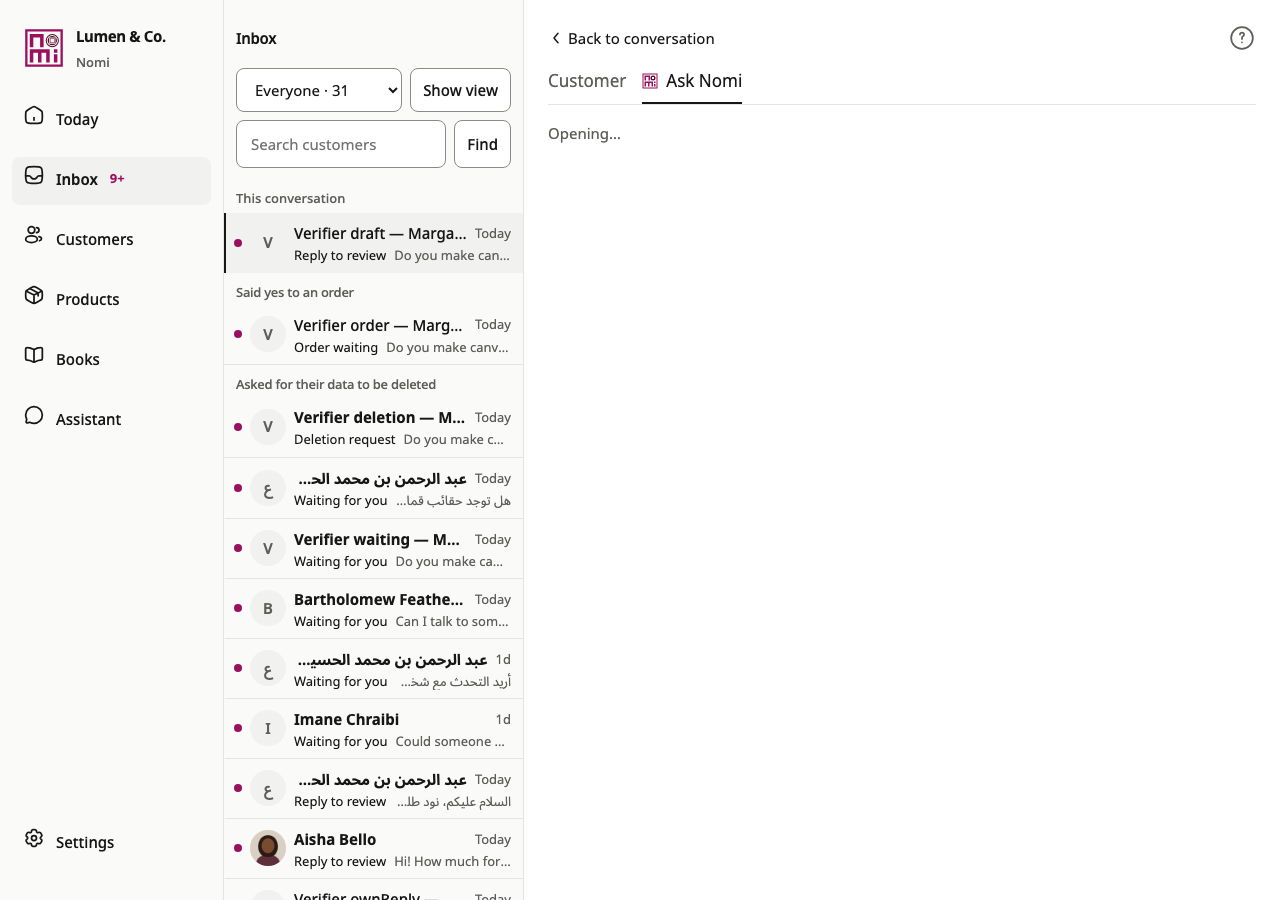 Lumen & Co.
Nomi
Today
Inbox 9+
Customers
Products
Books
Assistant
Settings
Inbox
Everyone · 31
Show view
Search customers
Find
This conversation
V
Verifier draft — Marga... Today
Reply to review Do you make can...
Said yes to an order
V
Verifier order — Marg... Today
Order waiting Do you make canv...
Asked for their data to be deleted
V
Verifier deletion — M... Today
Deletion request Do you make c...
ع
عبد الرحمن بن محمد الح... Today
Waiting for you هل توجد حقائب قما...
V
Verifier waiting — M... Today
Waiting for you Do you make ca...
B
Bartholomew Feathe... Today
Waiting for you Can I talk to som...
ع
عبد الرحمن بن محمد الحسي... 1d
Waiting for you أريد التحدث مع شخ...
I
Imane Chraibi 1d
Waiting for you Could someone ...
ع
عبد الرحمن بن محمد الح... Today
Reply to review السلام عليكم، نود طل...
Aisha Bello Today
Reply to review Hi! How much for...
Verifier ownReply — Today
Back to conversation
?
Customer
Ask Nomi
Opening...